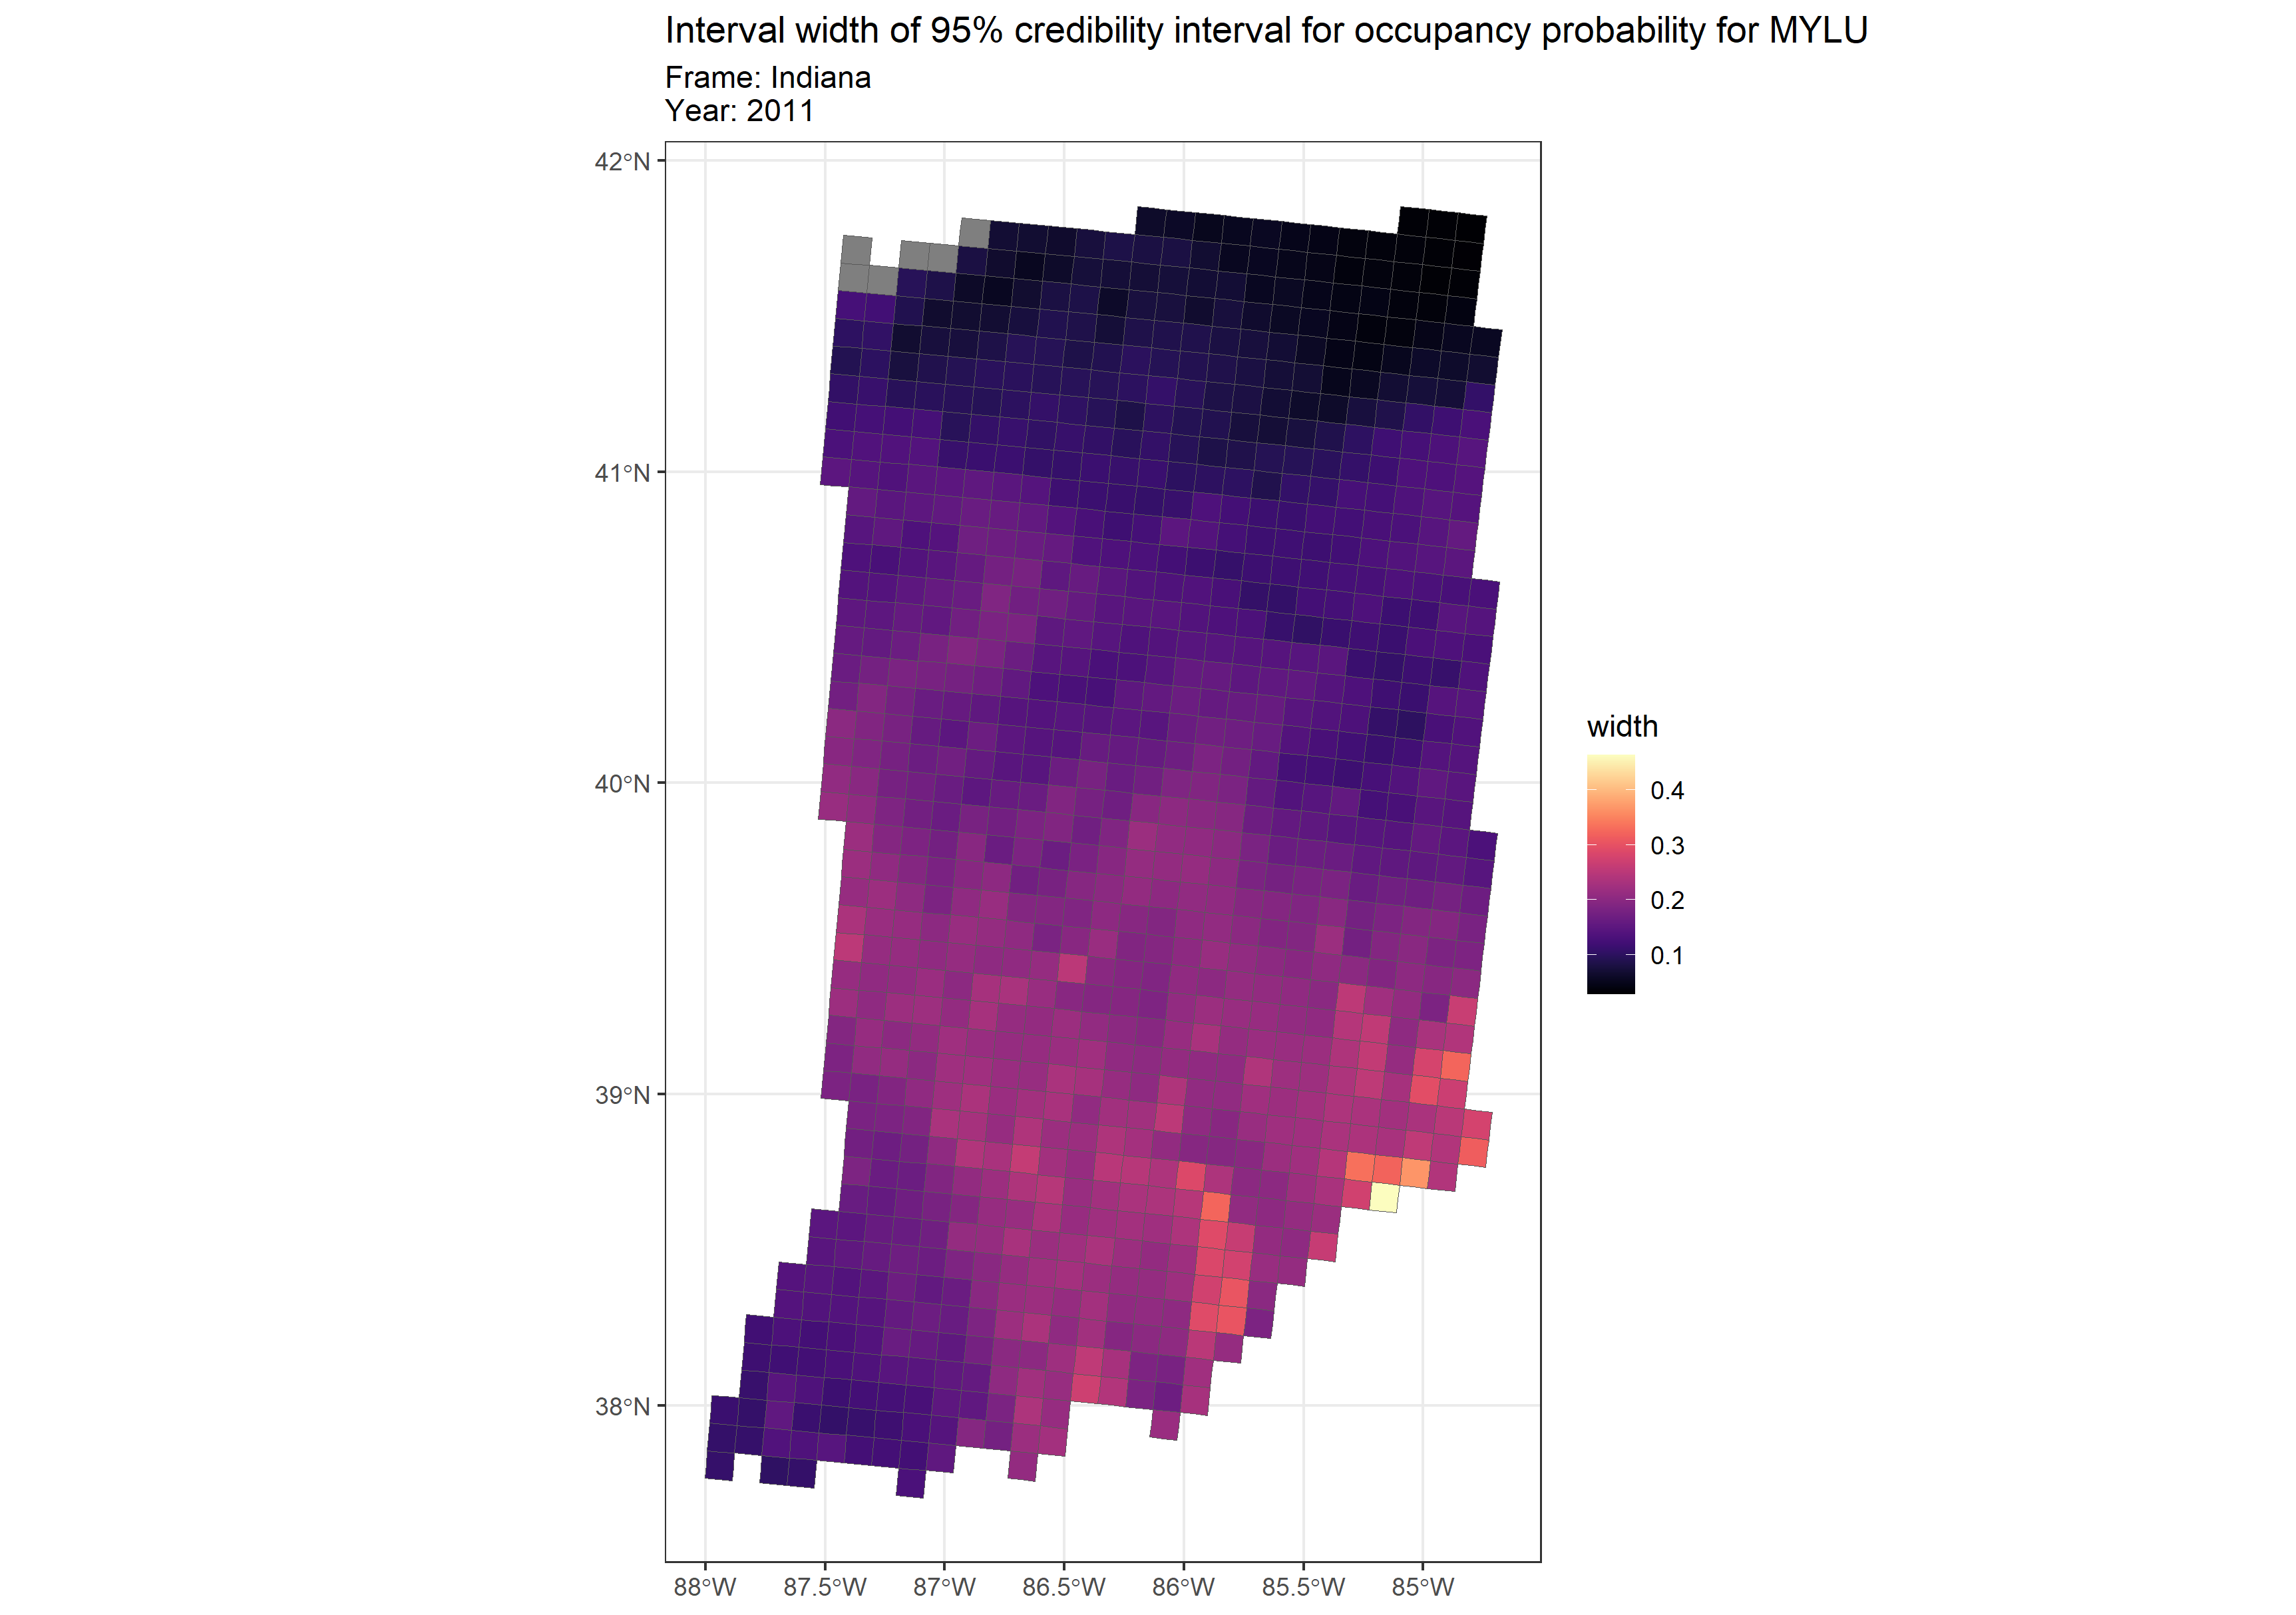 Interval width of 95% credibility interval for occupancy probability for MYLU
Frame: Indiana
Year: 2011
42°N
41°N
40°N
39°N
38°N
88°W 87.5°W 87°W 86.5°W 86°W 85.5°W 85°W
width
0.4
0.3
0.2
0.1